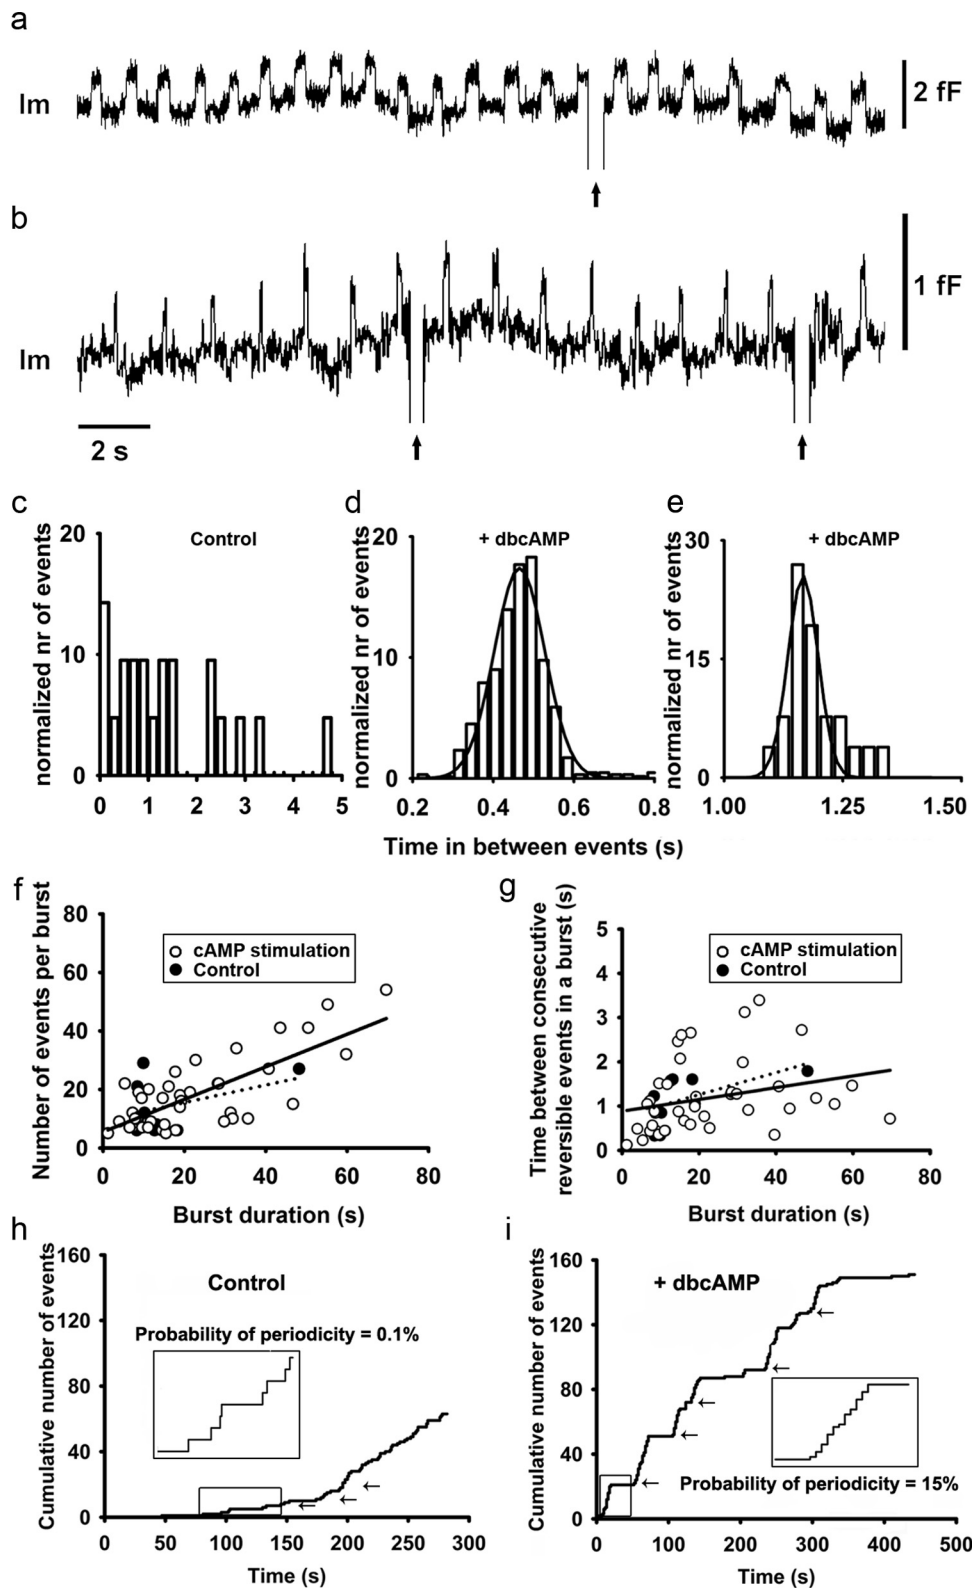 a
Im
2 fF
b
Im
1 fF
2 s
c
d
e
normalized nr of events
20
10
0
Control
0 1 2 3 4 5
normalized nr of events
20
10
0
+ dbcAMP
0.2 0.4 0.6 0.8
normalized nr of events
30
15
0
+ dbcAMP
1.00 1.25 1.50
Time in between events (s)
f
Number of events per burst
80
60
40
20
0
cAMP stimulation
Control
0 20 40 60 80
Burst duration (s)
g
Time between consecutive
reversible events in a burst (s)
5
4
3
2
1
0
cAMP stimulation
Control
0 20 40 60 80
Burst duration (s)
h
Cumulative number of events
160
120
80
40
0
Control
Probability of periodicity = 0.1%
0 50 100 150 200 250 300
Time (s)
i
Cumulative number of events
160
120
80
40
0
+ dbcAMP
Probability of periodicity = 15%
0 100 200 300 400 500
Time (s)